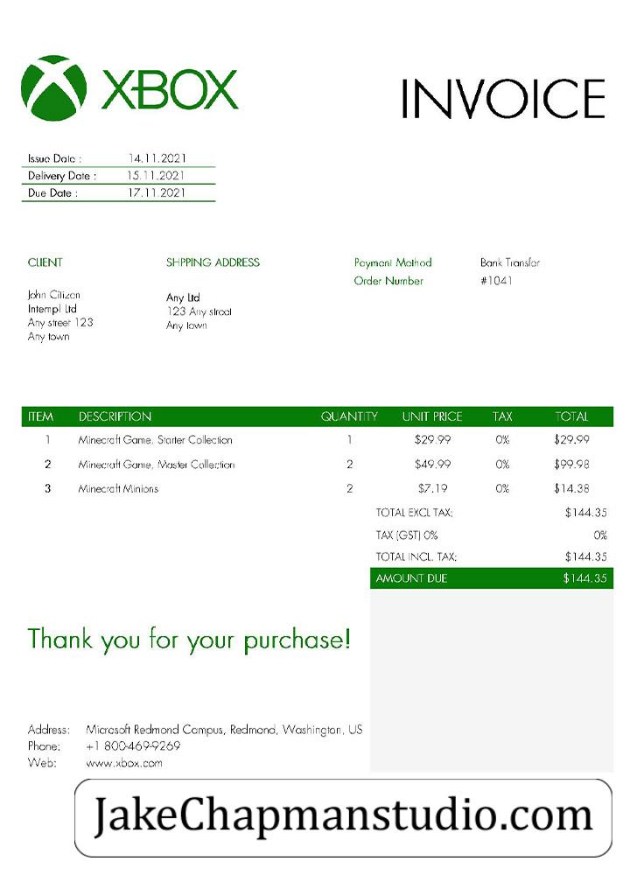 XBOX
INVOICE
Issue Date : 14.11.2021
Delivery Date : 15.11.2021
Due Date : 17.11.2021
CLIENT SHPPING ADDRESS Payment Method Bank Transfer
Order Number #1041
John Citizen Any Ltd
Intempl Ltd 123 Any street
Any street 123 Any town
Any town
ITEM DESCRIPTION QUANTITY UNIT PRICE TAX TOTAL
1 Minecraft Game, Starter Collection 1 $29.99 0% $29.99
2 Minecraft Game, Master Collection 2 $49.99 0% $99.98
3 Minecraft Minions 2 $7.19 0% $14.38
TOTAL EXCL TAX: $144.35
TAX (GST) 0% 0%
TOTAL INCL. TAX: $144.35
AMOUNT DUE $144.35
Thank you for your purchase!
Address: Microsoft Redmond Campus, Redmond, Washington, US
Phone: +1 800-469-9269
Web: www.xbox.com
JakeChapmanstudio.com